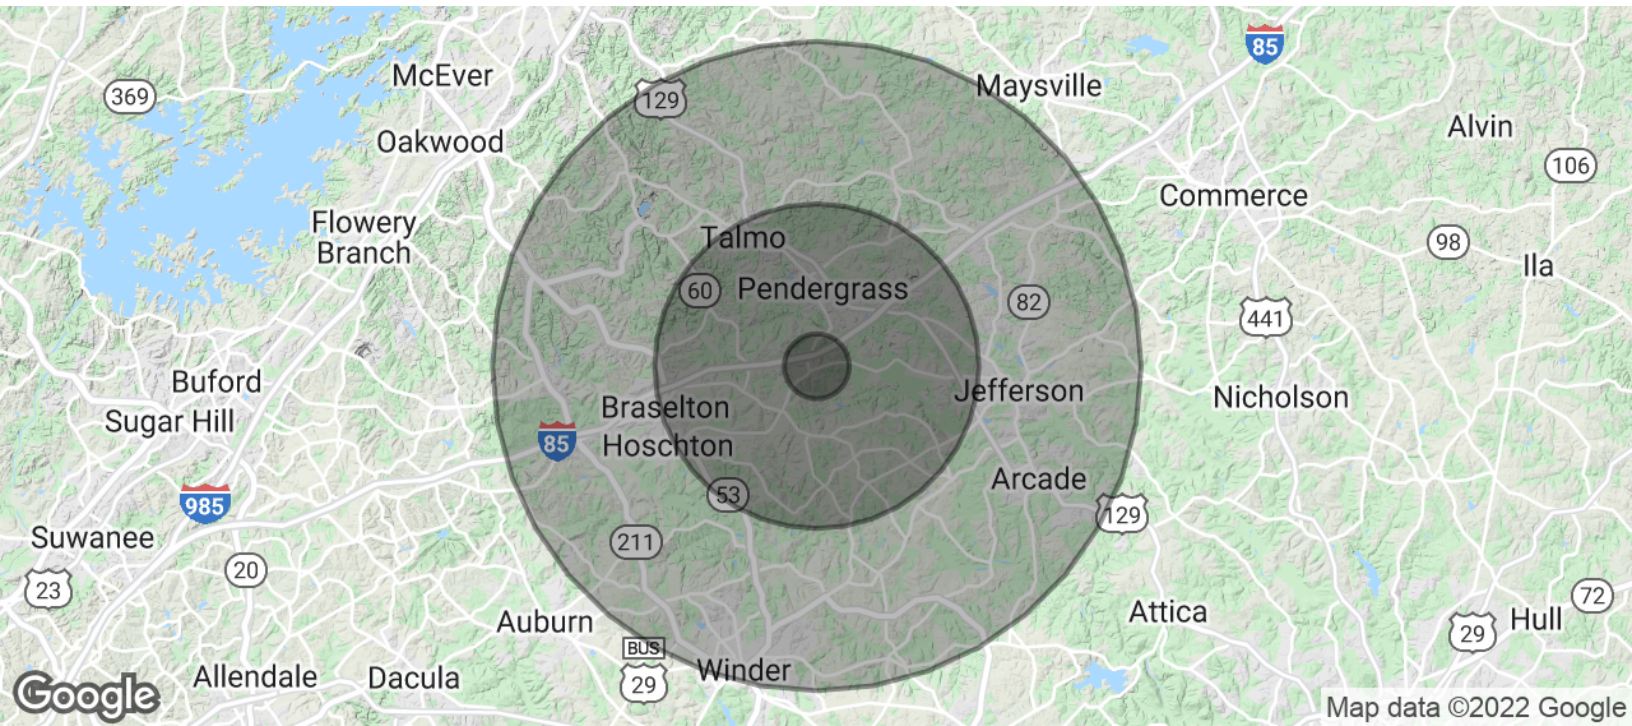 85
McEver
Maysville
369
129
Alvin
Oakwood
106
Commerce
Flowery
Branch
Talmo
98
Ila
60
Pendergrass
82
441
Buford
Jefferson
Nicholson
Braselton
Sugar Hill
85
Hoschton
Arcade
53
985
129
Suwanee
211
20
23
72
Auburn
Attica
Hull
29
BUS
29
Winder
Allendale
Dacula
Google
Map data ©2022 Google